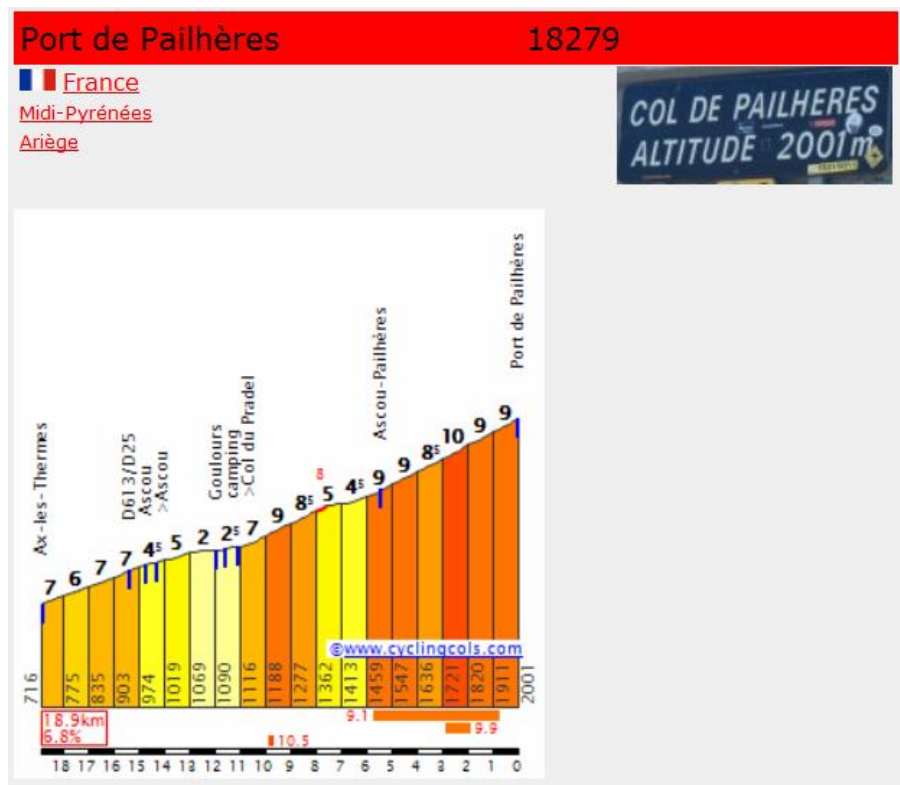 Port de Pailhères 18279
France
Midi-Pyrénées
Ariège
COL DE PAILHERES
ALTITUDE 2001m
Ax-les-Thermes
D613/D25
Ascou
>Ascou
Goulours
camping
>Col du Pradel
Ascou-Pailhères
Port de Pailhères
7 6 7 7 45 5 2 25 7 9 85 5 45 9 9 85 10 9 9
8
©www.cyclingcols.com
716 775 835 903 974 1019 1069 1090 1116 1188 1277 1362 1413 1459 1547 1636 1721 1820 1911 2001
18.9km
6.8%
9.1
9.9
10.5
18 17 16 15 14 13 12 11 10 9 8 7 6 5 4 3 2 1 0